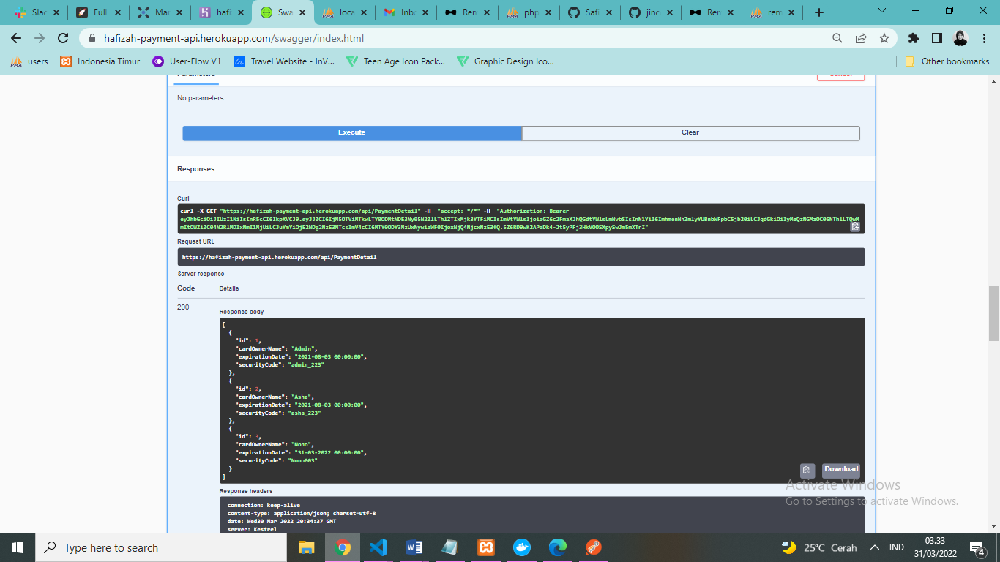 Slac
Full
Mar
hafi
Swa
loca
Inbo
Rem
php
Safi
jinc
Ren
rem
hafizah-payment-api.herokuapp.com/swagger/index.html
users
Indonesia Timur
User-Flow V1
Travel Website - InV...
Teen Age Icon Pack...
Graphic Design Ico...
Other bookmarks
Parameters
Cancel
No parameters
Execute
Clear
Responses
Curl
curl -X GET "https://hafizah-payment-api.herokuapp.com/api/PaymentDetail" -H "accept: */*" -H "Authorization: Bearer
Request URL
https://hafizah-payment-api.herokuapp.com/api/PaymentDetail
Server response
Code
Details
200
Response body
[
{
"id": 1,
"cardOwnerName": "Admin",
"expirationDate": "2021-08-03 00:00:00",
"securityCode": "admin_223"
},
{
"id": 2,
"cardOwnerName": "Asha",
"expirationDate": "2021-08-03 00:00:00",
"securityCode": "asha_223"
},
{
"id": 3,
"cardOwnerName": "Nono",
"expirationDate": "31-03-2022 00:00:00",
"securityCode": "Nono003"
}
]
Download
Response headers
connection: keep-alive
content-type: application/json; charset=utf-8
date: Wed30 Mar 2022 20:34:37 GMT
server: Kestrel
Activate Windows
Go to Settings to activate Windows.
Type here to search
25°C Cerah
IND
03.33
31/03/2022
4